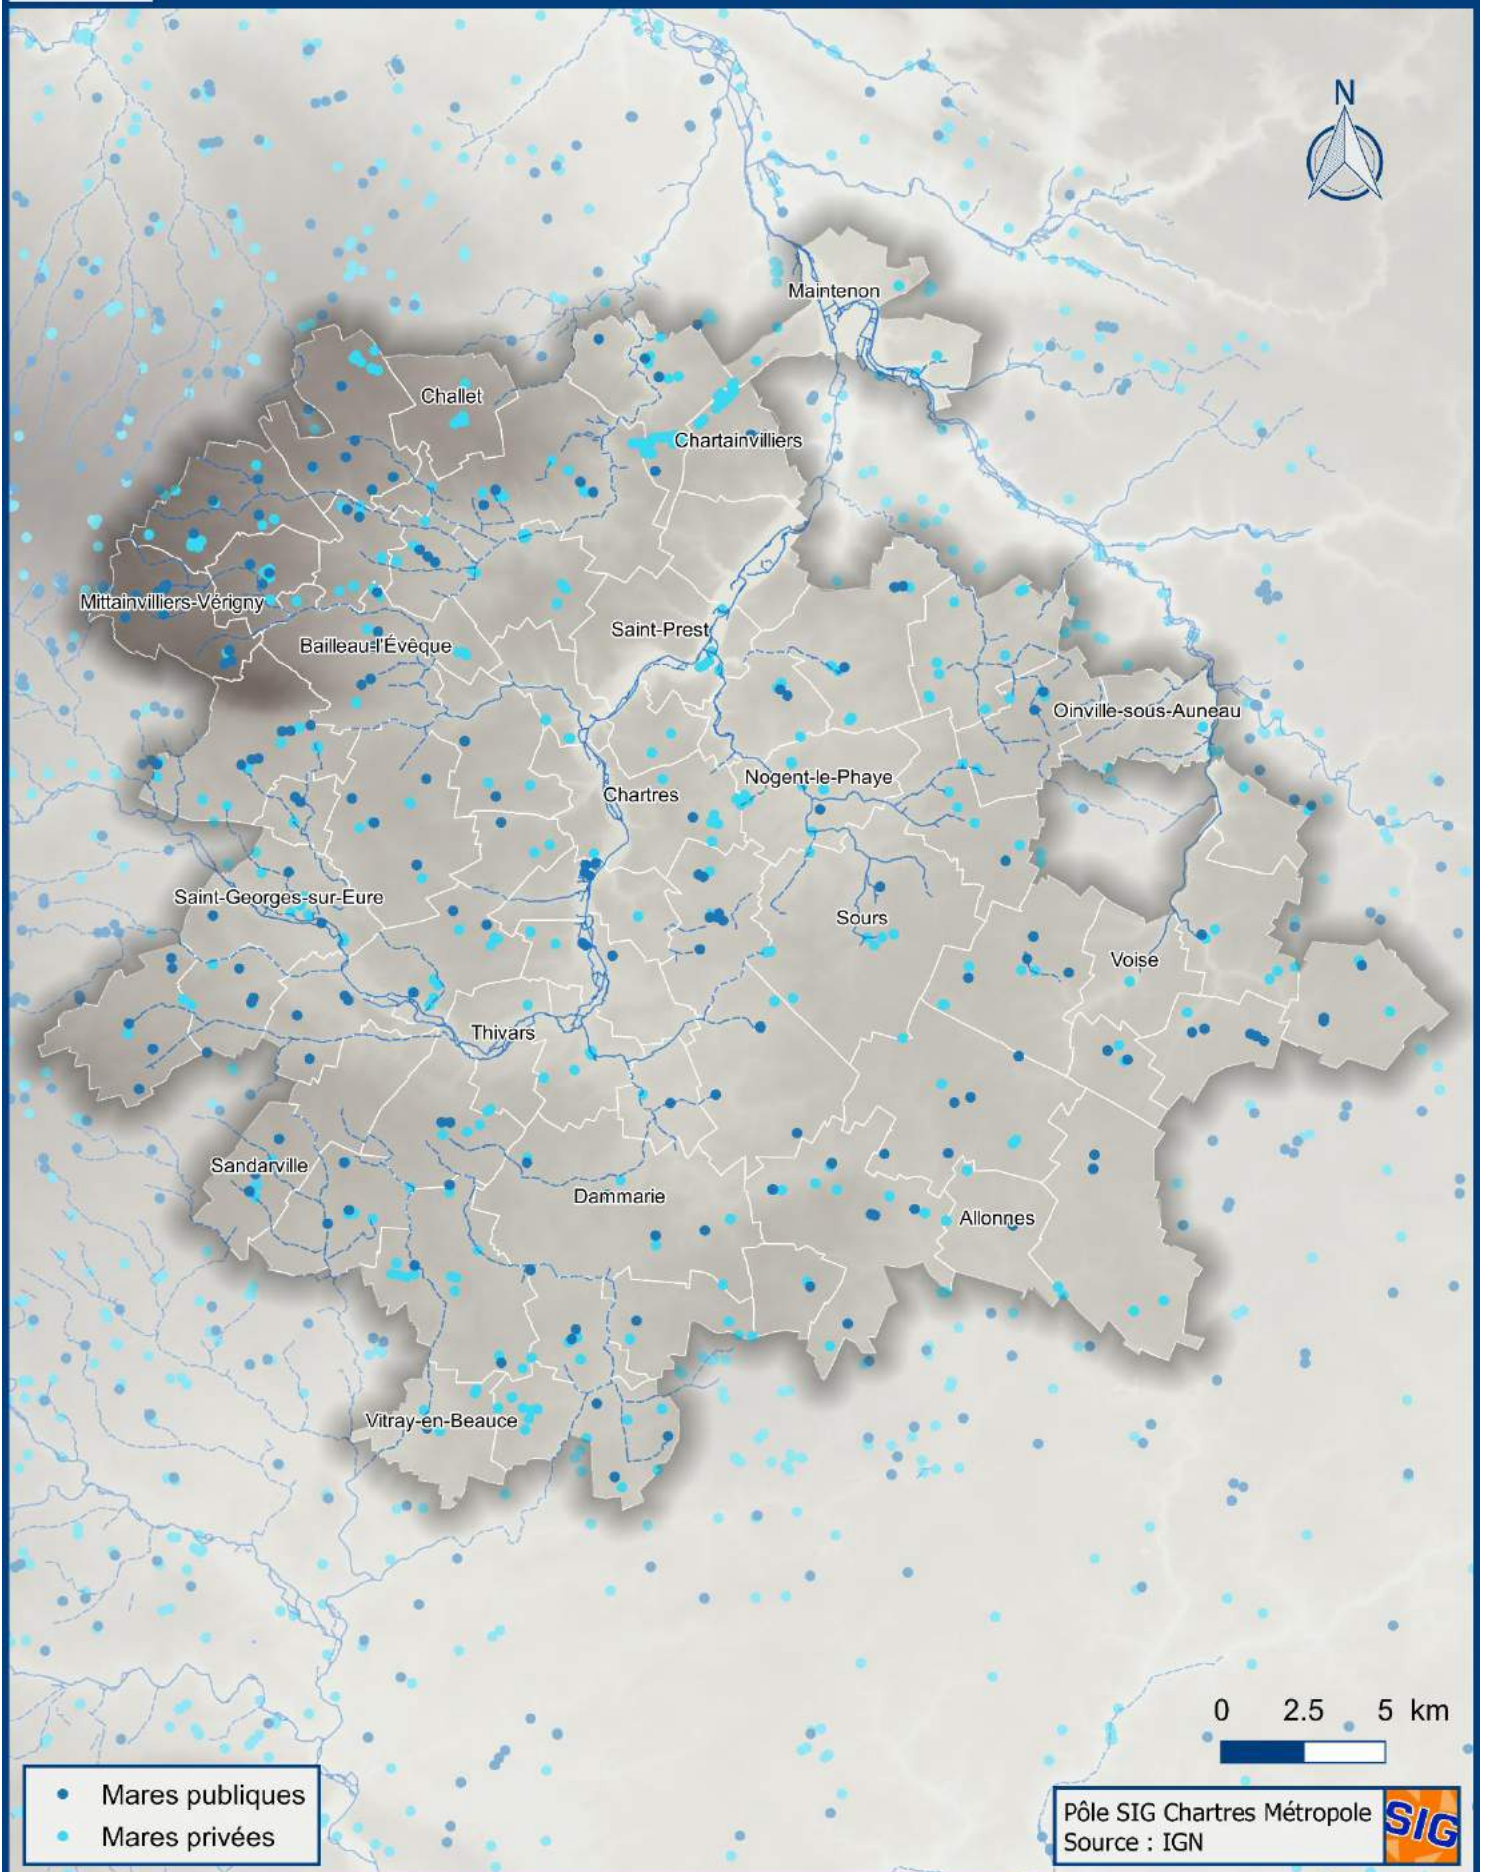 N
Maintenon
Challet
Chartainvilliers
Mittainvilliers-Vérigny
Saint-Prest
Bailleau-l'Évêque
Oinville-sous-Auneau
Nogent-le-Phaye
Chartres
Saint-Georges-sur-Eure
Sours
Voise
Thivars
Sandarville
Dammarie
Allonnes
Vitray-en-Beauce
0 2.5 5 km
Mares publiques
Mares privées
Pôle SIG Chartres Métropole
Source : IGN
SIG